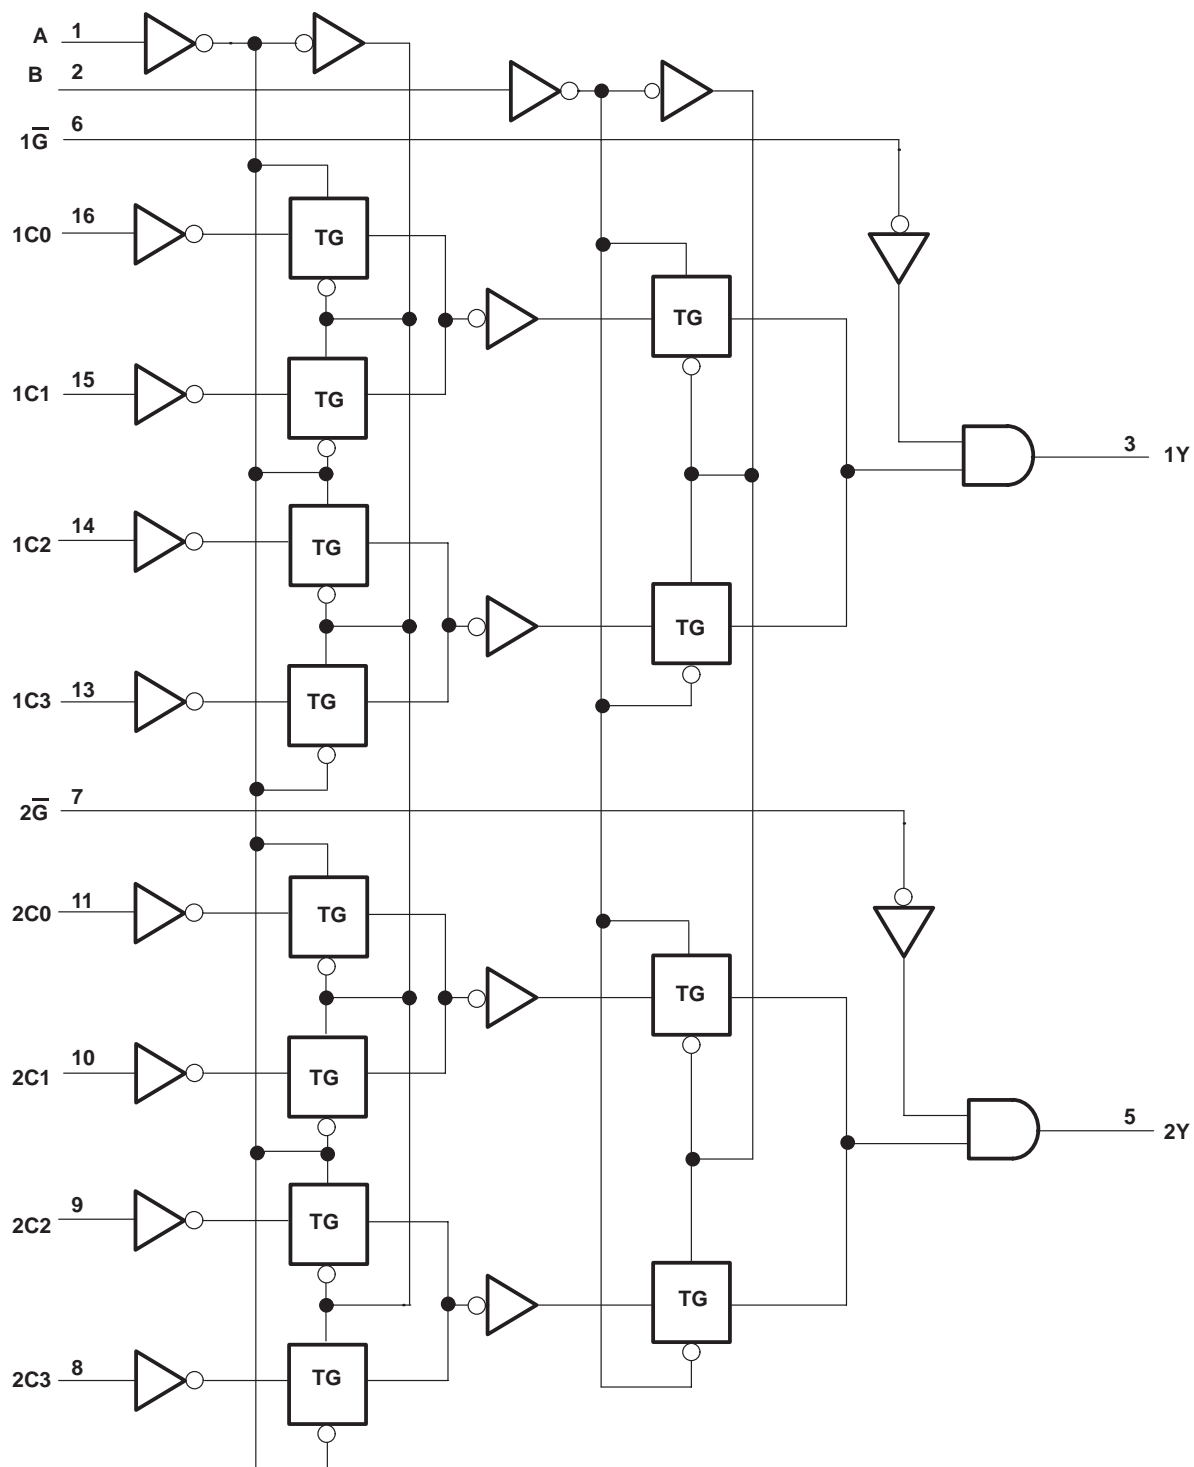 A 1
B 2
1G̅ 6
1C0 16 TG
TG
1C1 15 TG
3 1Y
1C2 14 TG
TG
1C3 13 TG
2G̅ 7
2C0 11 TG
TG
2C1 10 TG
5 2Y
2C2 9 TG
TG
2C3 8 TG